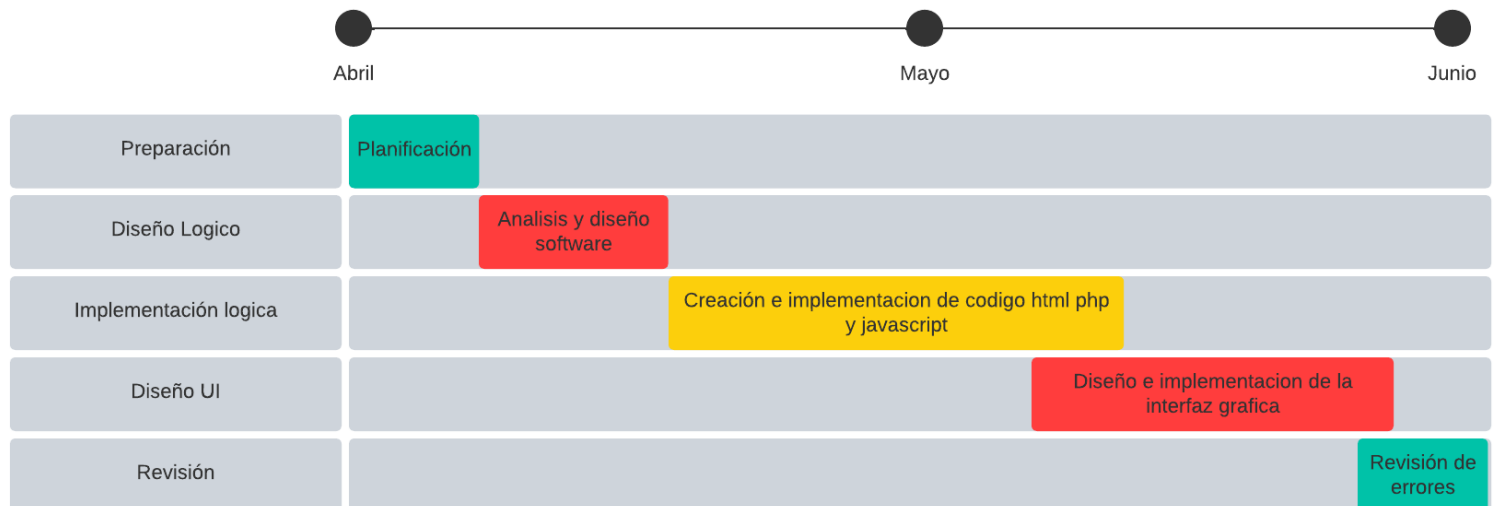 Abril
Mayo
Junio
Preparación
Planificación
Diseño Logico
Analisis y diseño
software
Implementación logica
Creación e implementacion de codigo html php
y javascript
Diseño UI
Diseño e implementacion de la
interfaz grafica
Revisión
Revisión de
errores